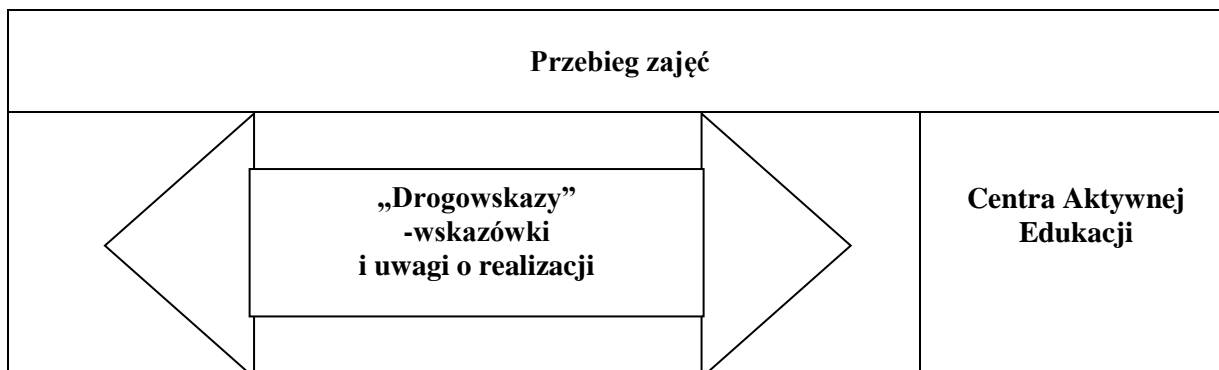 Przebieg zajęć
„Drogowskazy”
-wskazówki
i uwagi o realizacji
Centra Aktywnej
Edukacji